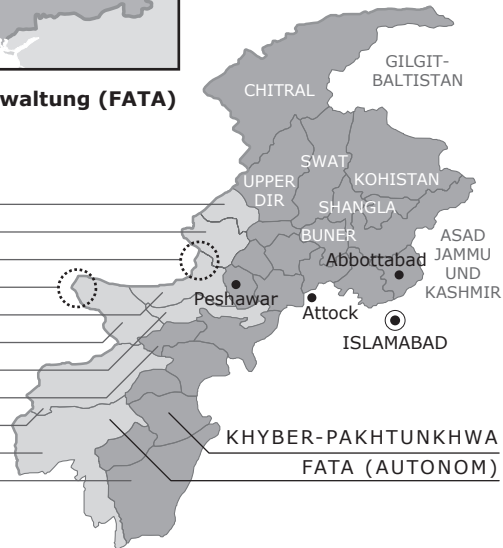 waltung (FATA)
GILGIT-
BALTISTAN
CHITRAL
SWAT
UPPER
DIR
KOHISTAN
SHANGLA
BUNER
Abbottabad
ASAD
JAMMU
UND
KASHMIR
Peshawar
Attock
ISLAMABAD
KHYBER-PAKHTUNKHWA
FATA (AUTONOM)